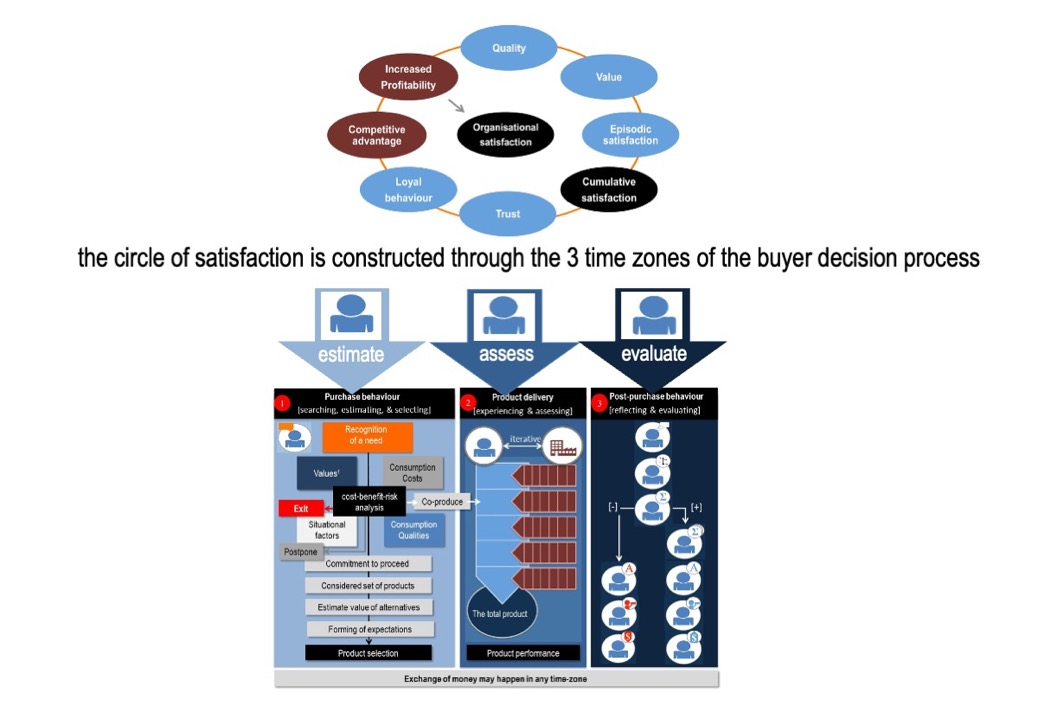 Quality
Increased
Profitability
Value
Competitive
advantage
Organisational
satisfaction
Episodic
satisfaction
Loyal
behaviour
Cumulative
satisfaction
Trust
the circle of satisfaction is constructed through the 3 time zones of the buyer decision process
estimate
assess
evaluate
1
Purchase behaviour
[searching, estimating, & selecting]
Recognition
of a need
Values¹
Consumption
Costs
cost-benefit-risk
analysis
Exit
Co-produce
Situational
factors
Consumption
Qualities
Postpone
Commitment to proceed
Considered set of products
Estimate value of alternatives
Forming of expectations
Product selection
2
Product delivery
[experiencing & assessing]
iterative
The total product
Product performance
3
Post-purchase behaviour
[reflecting & evaluating]
Σ
[-]
[+]
Σ
A
A
$
$
Exchange of money may happen in any time-zone